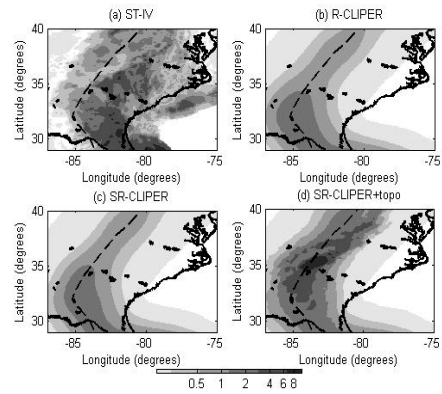 (a) ST-IV
(b) R-CLIPER
Latitude (degrees)
40
35
30
-85
-80
-75
Longitude (degrees)
Latitude (degrees)
40
35
30
-85
-80
-75
Longitude (degrees)
(c) SR-CLIPER
(d) SR-CLIPER+topo
Latitude (degrees)
40
35
30
-85
-80
-75
Longitude (degrees)
Latitude (degrees)
40
35
30
-85
-80
-75
Longitude (degrees)
0.5 1 2 4 6 8